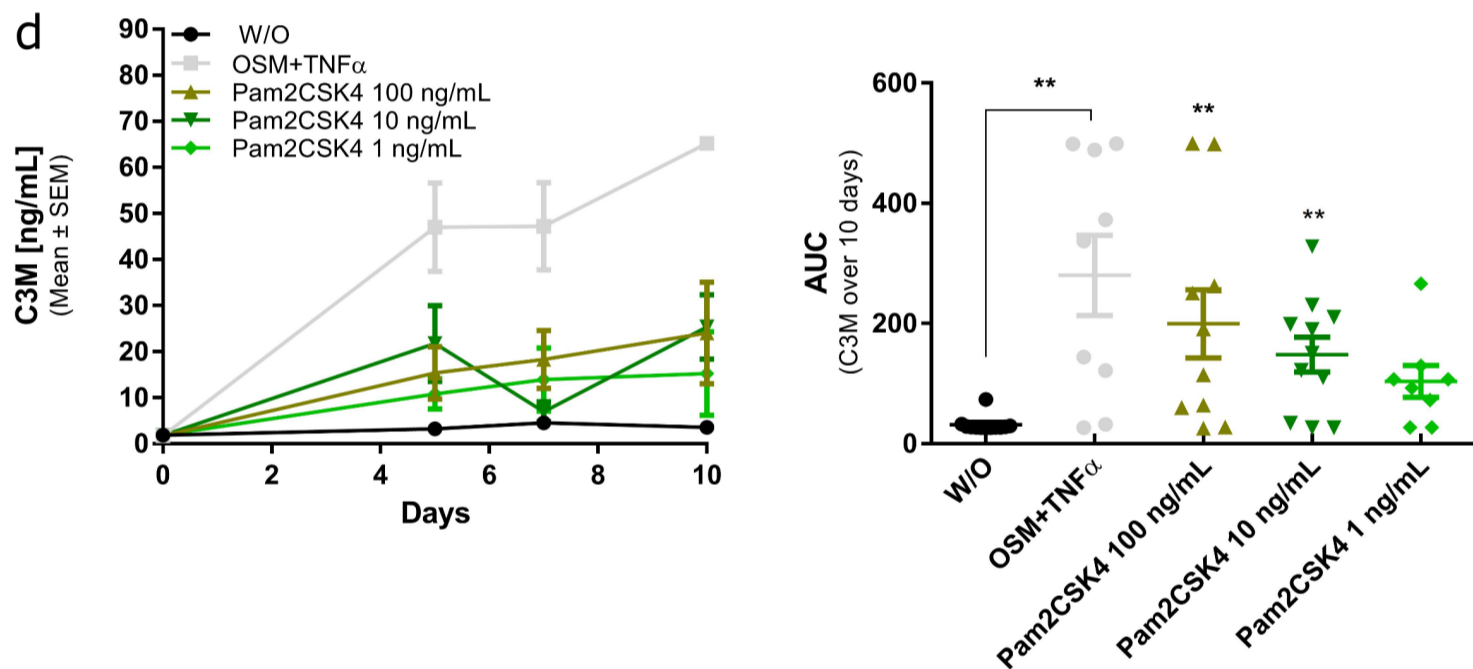 d
C3M [ng/mL]
(Mean ± SEM)
90
80
70
60
50
40
30
20
10
0
W/O
OSM+TNFα
Pam2CSK4 100 ng/mL
Pam2CSK4 10 ng/mL
Pam2CSK4 1 ng/mL
0 2 4 6 8 10
Days
AUC
(C3M over 10 days)
600
400
200
0
**
**
**
W/O
OSM+TNFα
Pam2CSK4 100 ng/mL
Pam2CSK4 10 ng/mL
Pam2CSK4 1 ng/mL